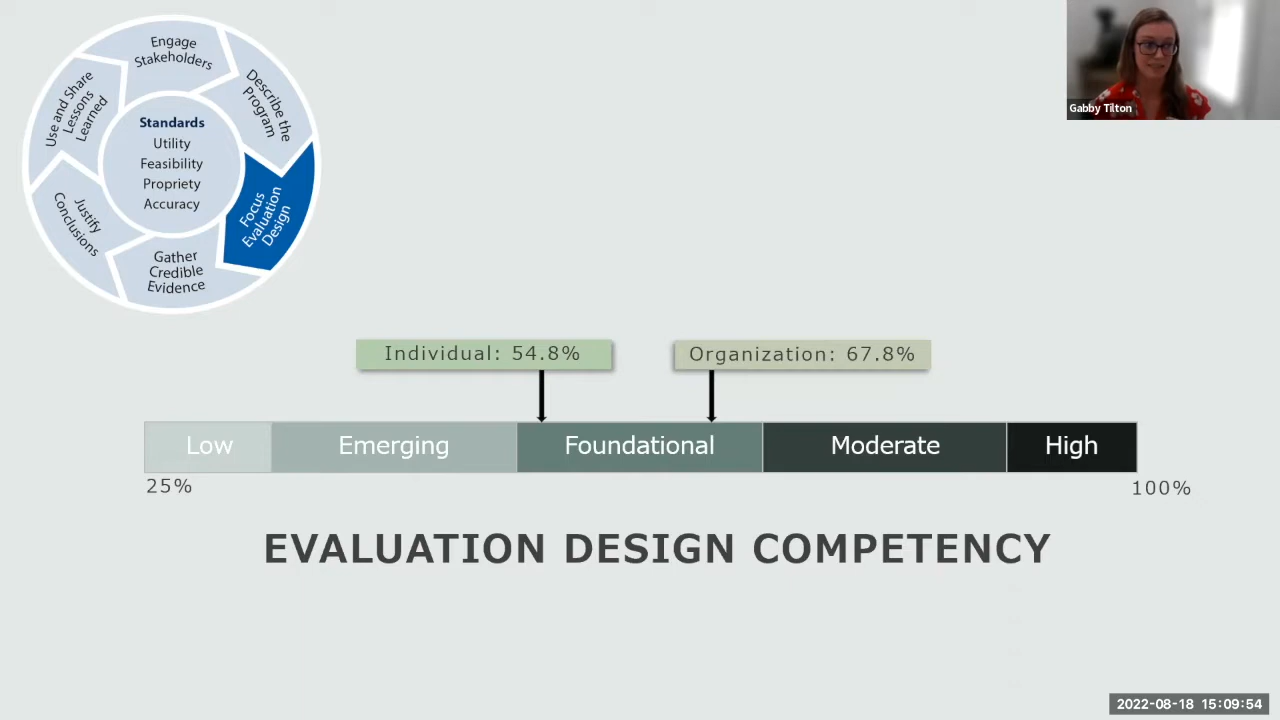 Engage
Stakeholders
Describe the
Program
Focus
Evaluation
Design
Gather
Credible
Evidence
Justify
Conclusions
Use and Share
Lessons
Learned
Standards
Utility
Feasibility
Propriety
Accuracy
Gabby Tilton
Individual: 54.8%
Organization: 67.8%
Low
Emerging
Foundational
Moderate
High
25%
100%
EVALUATION DESIGN COMPETENCY
2022-08-18 15:09:54